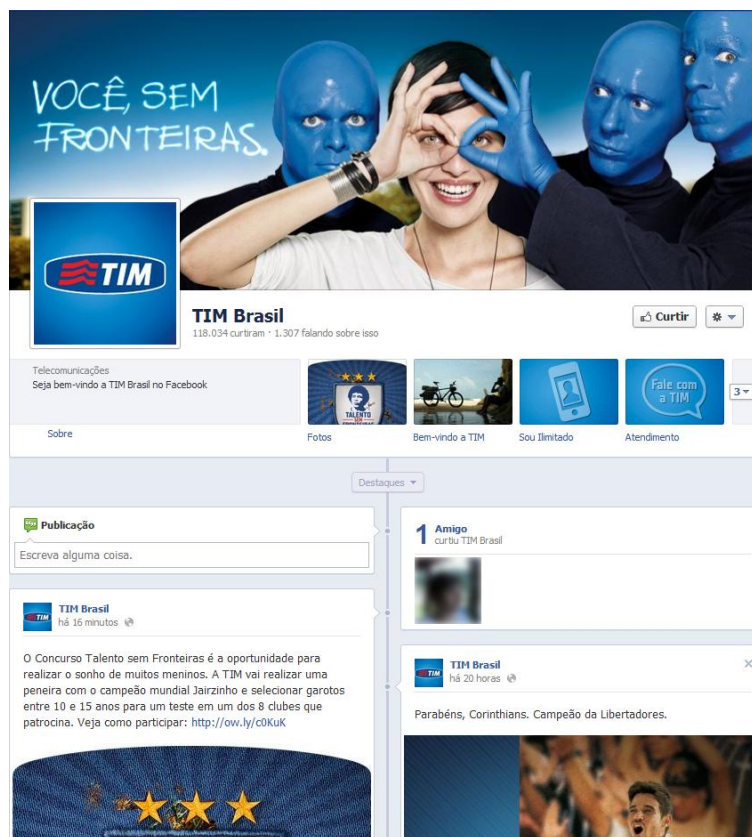 VOCÊ, SEM
FRONTEIRAS.
TIM
TIM Brasil
118.034 curtiram · 1.307 falando sobre isso
Curtir
Telecomunicações
Seja bem-vindo a TIM Brasil no Facebook
Sobre
TALENTO
SEM
FRONTEIRAS
Fale com
a TIM
3
Fotos
Bem-vindo a TIM
Sou Ilimitado
Atendimento
Destaques
Publicação
Escreva alguma coisa.
1 Amigo
curtiu TIM Brasil
TIM
TIM Brasil
há 16 minutos
O Concurso Talento sem Fronteiras é a oportunidade para
realizar o sonho de muitos meninos. A TIM vai realizar uma
peneira com o campeão mundial Jairzinho e selecionar garotos
entre 10 e 15 anos para um teste em um dos 8 clubes que
patrocina. Veja como participar: http://ow.ly/c0KuK
TIM
TIM Brasil
há 20 horas
Parabéns, Corinthians. Campeão da Libertadores.